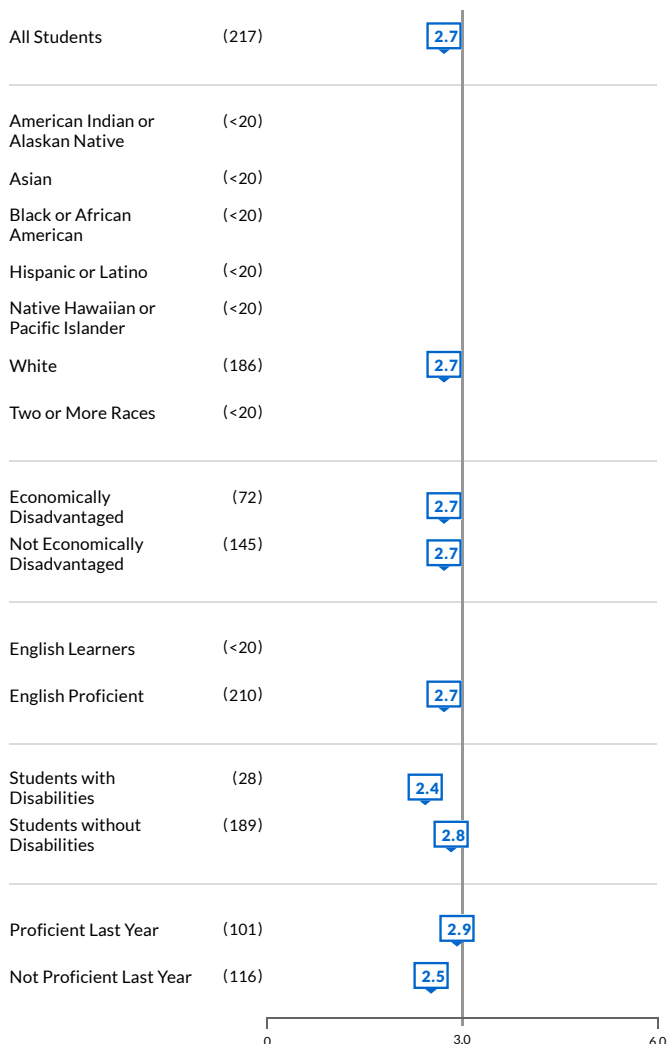 All Students (217) 2.7
American Indian or (<20)
Alaskan Native
Asian (<20)
Black or African (<20)
American
Hispanic or Latino (<20)
Native Hawaiian or (<20)
Pacific Islander
White (186) 2.7
Two or More Races (<20)
Economically (72) 2.7
Disadvantaged
Not Economically (145) 2.7
Disadvantaged
English Learners (<20)
English Proficient (210) 2.7
Students with (28) 2.4
Disabilities
Students without (189) 2.8
Disabilities
Proficient Last Year (101) 2.9
Not Proficient Last Year (116) 2.5
0 3.0 6.0